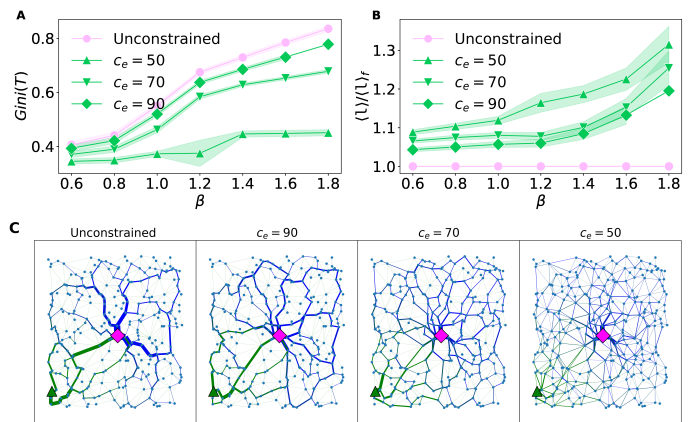 A
Gini(T)
0.8
0.6
0.4
Unconstrained
c_e = 50
c_e = 70
c_e = 90
0.6 0.8 1.0 1.2 1.4 1.6 1.8
β
B
⟨l⟩/⟨l⟩_f
1.3
1.2
1.1
1.0
Unconstrained
c_e = 50
c_e = 70
c_e = 90
0.6 0.8 1.0 1.2 1.4 1.6 1.8
β
C
Unconstrained
c_e = 90
c_e = 70
c_e = 50